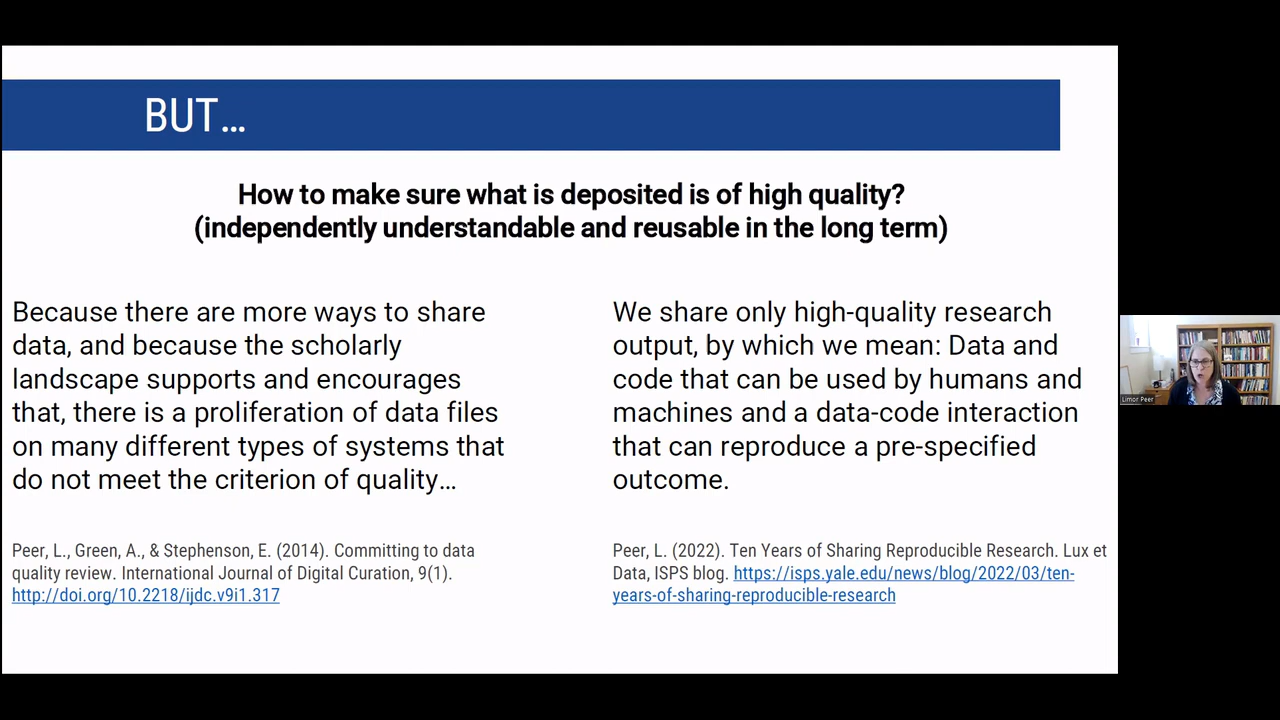 BUT…
How to make sure what is deposited is of high quality?
(independently understandable and reusable in the long term)
Because there are more ways to share
data, and because the scholarly
landscape supports and encourages
that, there is a proliferation of data files
on many different types of systems that
do not meet the criterion of quality…
Peer, L., Green, A., & Stephenson, E. (2014). Committing to data
quality review. International Journal of Digital Curation, 9(1).
http://doi.org/10.2218/ijdc.v9i1.317
We share only high-quality research
output, by which we mean: Data and
code that can be used by humans and
machines and a data-code interaction
that can reproduce a pre-specified
outcome.
Peer, L. (2022). Ten Years of Sharing Reproducible Research. Lux et
Data, ISPS blog. https://isps.yale.edu/news/blog/2022/03/ten-
years-of-sharing-reproducible-research
Limor Peer